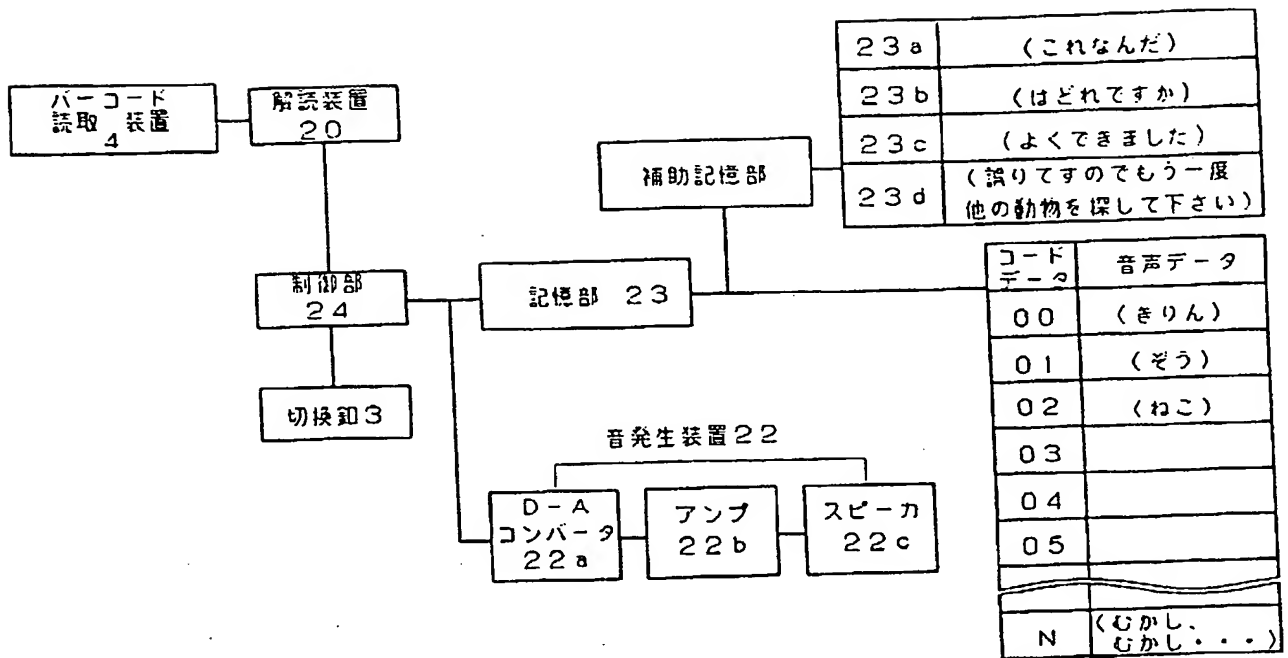 バーコード
読取 装置
4
解読装置
20
制御部
24
切換釦3
補助記憶部
記憶部 23
23a (これなんだ)
23b (はどれですか)
23c (よくできました)
23d (誤りてすのでもう一度
他の動物を探して下さい)
コード
データ 音声データ
00 (きりん)
01 (ぞう)
02 (ねこ)
03
04
05
N (むかし、
むかし・・・)
音発生装置22
D-A
コンバータ
22a
アンプ
22b
スピーカ
22c